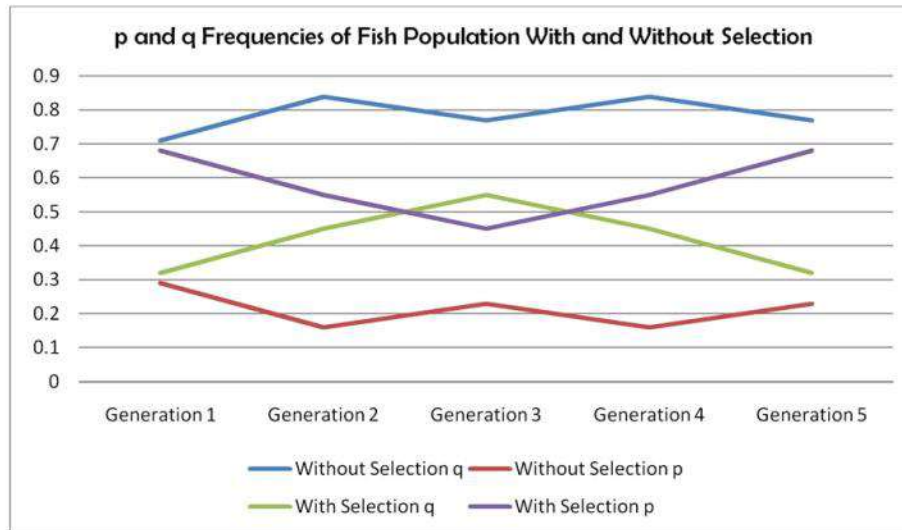 p and q Frequencies of Fish Population With and Without Selection
0.9
0.8
0.7
0.6
0.5
0.4
0.3
0.2
0.1
0
Generation 1 Generation 2 Generation 3 Generation 4 Generation 5
Without Selection q Without Selection p
With Selection q With Selection p